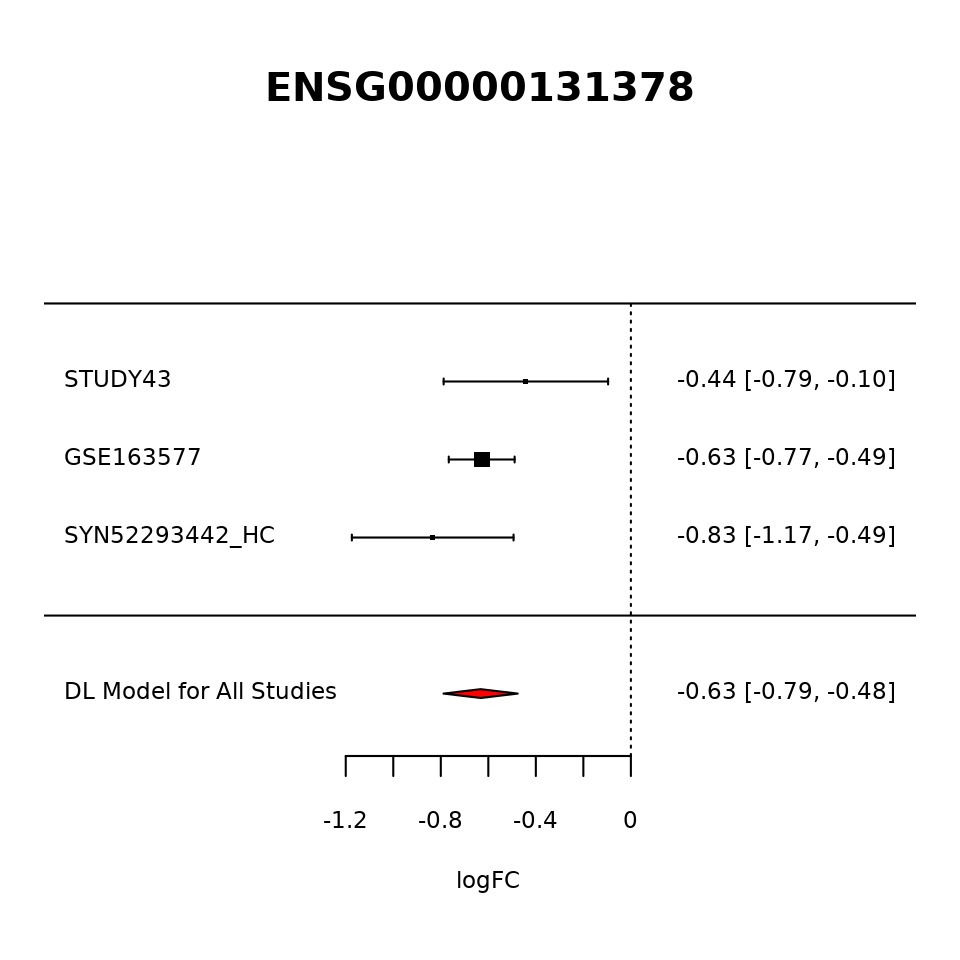 ENSG00000131378
STUDY43 -0.44 [-0.79, -0.10]
GSE163577 -0.63 [-0.77, -0.49]
SYN52293442_HC -0.83 [-1.17, -0.49]
DL Model for All Studies -0.63 [-0.79, -0.48]
-1.2 -0.8 -0.4 0
logFC